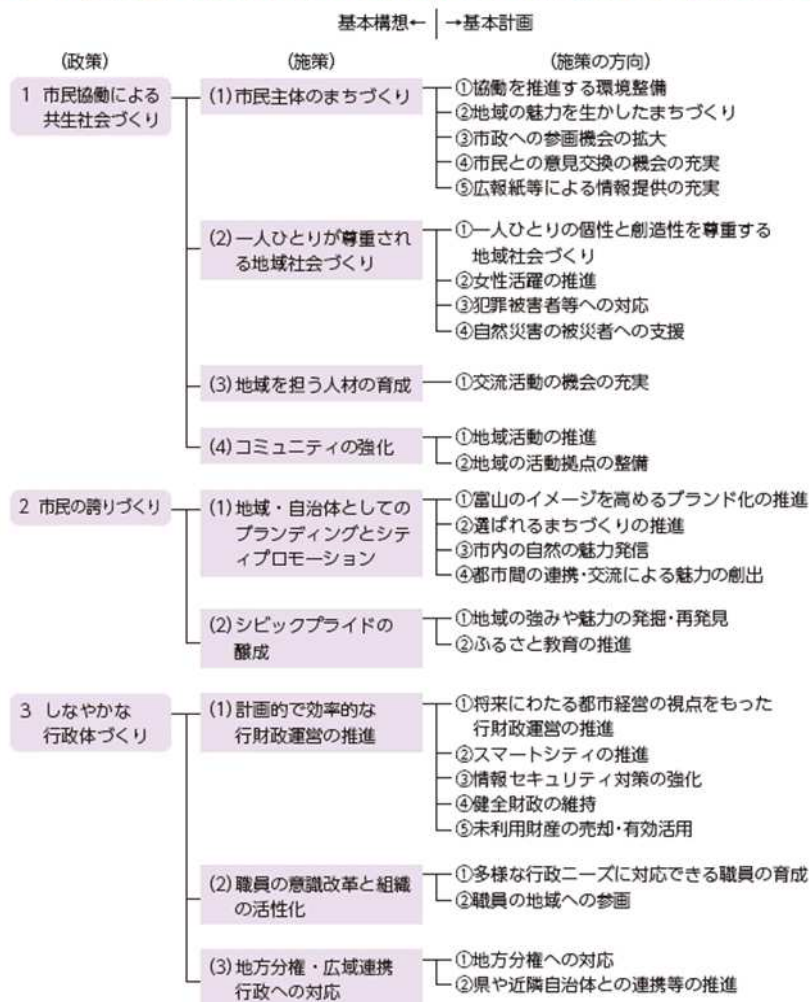 基本構想← →基本計画
(政策) (施策) (施策の方向)
1 市民協働による
共生社会づくり
(1)市民主体のまちづくり
①協働を推進する環境整備
②地域の魅力を生かしたまちづくり
③市政への参画機会の拡大
④市民との意見交換の機会の充実
⑤広報紙等による情報提供の充実
(2)一人ひとりが尊重され
る地域社会づくり
①一人ひとりの個性と創造性を尊重する
地域社会づくり
②女性活躍の推進
③犯罪被害者等への対応
④自然災害の被災者への支援
(3)地域を担う人材の育成
①交流活動の機会の充実
(4)コミュニティの強化
①地域活動の推進
②地域の活動拠点の整備
2 市民の誇りづくり
(1)地域・自治体としての
ブランディングとシテ
ィプロモーション
①富山のイメージを高めるブランド化の推進
②選ばれるまちづくりの推進
③市内の自然の魅力発信
④都市間の連携・交流による魅力の創出
(2)シビックプライドの
醸成
①地域の強みや魅力の発掘・再発見
②ふるさと教育の推進
3 しなやかな
行政体づくり
(1)計画的で効率的な
行財政運営の推進
①将来にわたる都市経営の視点をもった
行財政運営の推進
②スマートシティの推進
③情報セキュリティ対策の強化
④健全財政の維持
⑤未利用財産の売却・有効活用
(2)職員の意識改革と組織
の活性化
①多様な行政ニーズに対応できる職員の育成
②職員の地域への参画
(3)地方分権・広域連携
行政への対応
①地方分権への対応
②県や近隣自治体との連携等の推進